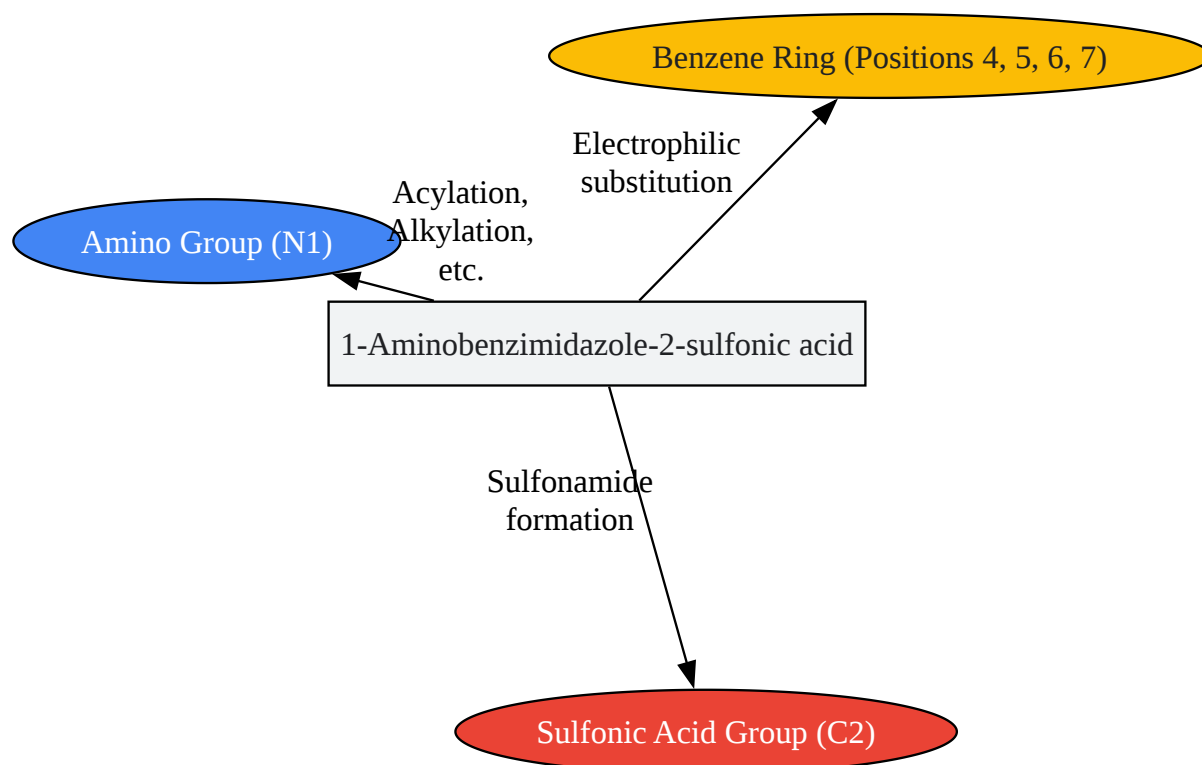 Benzene Ring (Positions 4, 5, 6, 7)
Electrophilic
substitution
Acylation,
Alkylation,
etc.
Amino Group (N1)
1-Aminobenzimidazole-2-sulfonic acid
Sulfonamide
formation
Sulfonic Acid Group (C2)